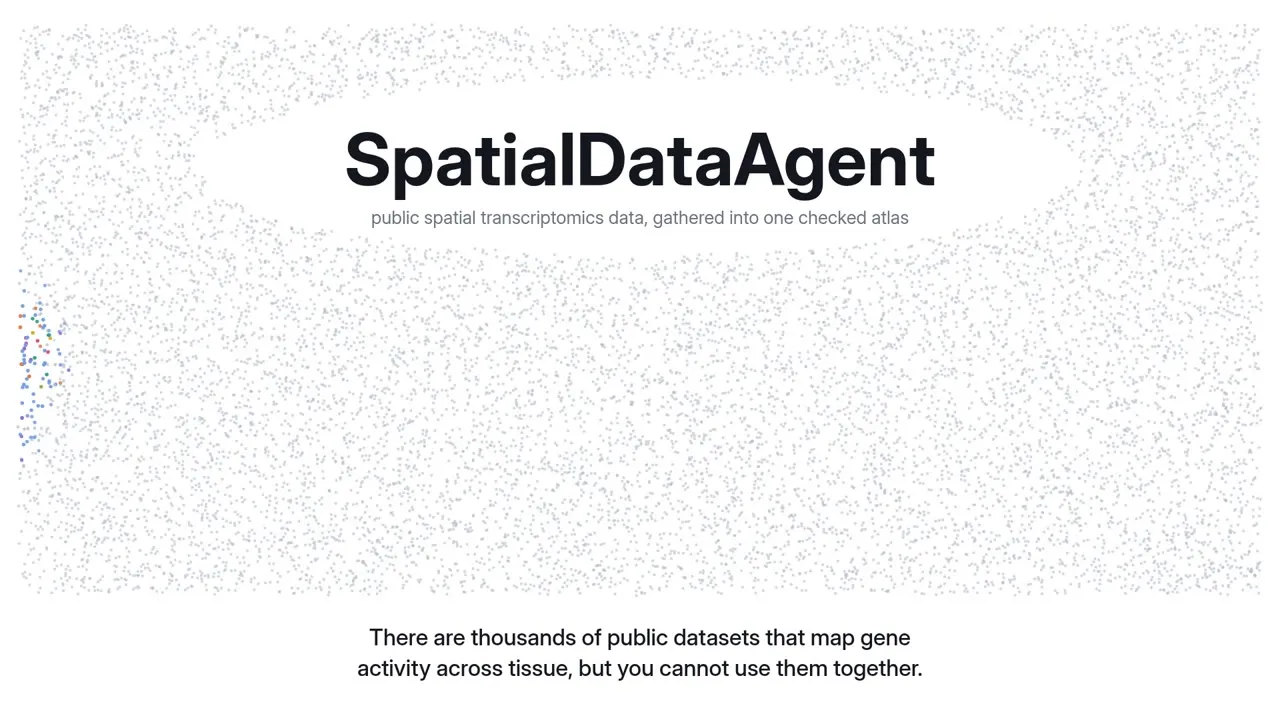 SpatialDataAgent
public spatial transcriptomics data, gathered into one checked atlas
There are thousands of public datasets that map gene
activity across tissue, but you cannot use them together.